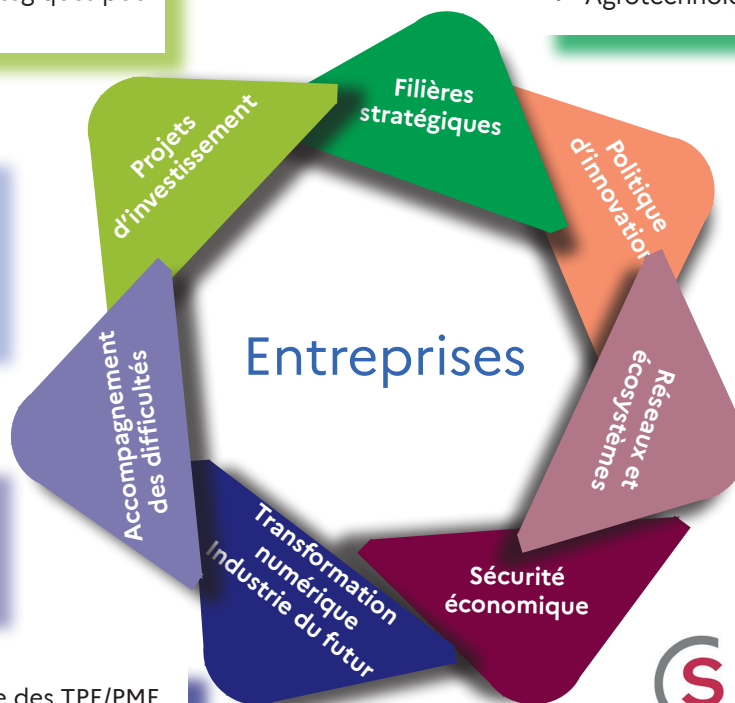 Agrotechnol
Filières
stratégiques
Projets
d'investissement
Politique
d'innovation
Entreprises
Réseaux et
écosystèmes
Accompagnement
des difficultés
Transformation
numérique
Industrie du futur
Sécurité
économique
S
e des TPE/PME